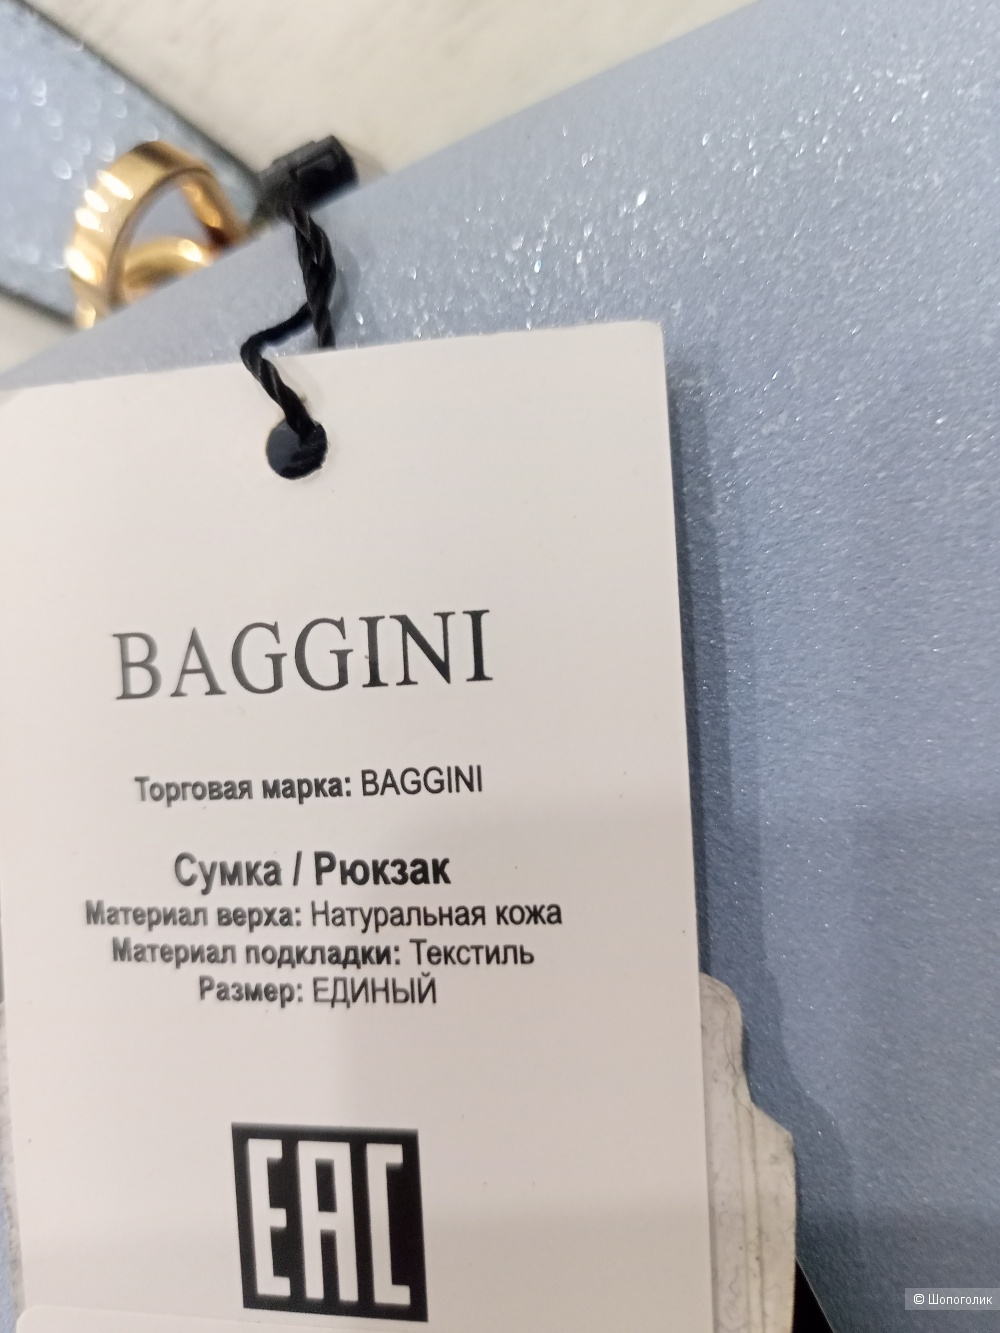 BAGGINI
Торговая марка: BAGGINI
Сумка / Рюкзак
Материал верха: Натуральная кожа
Материал подкладки: Текстиль
Размер: ЕДИНЫЙ
EAC
© Шопоголик